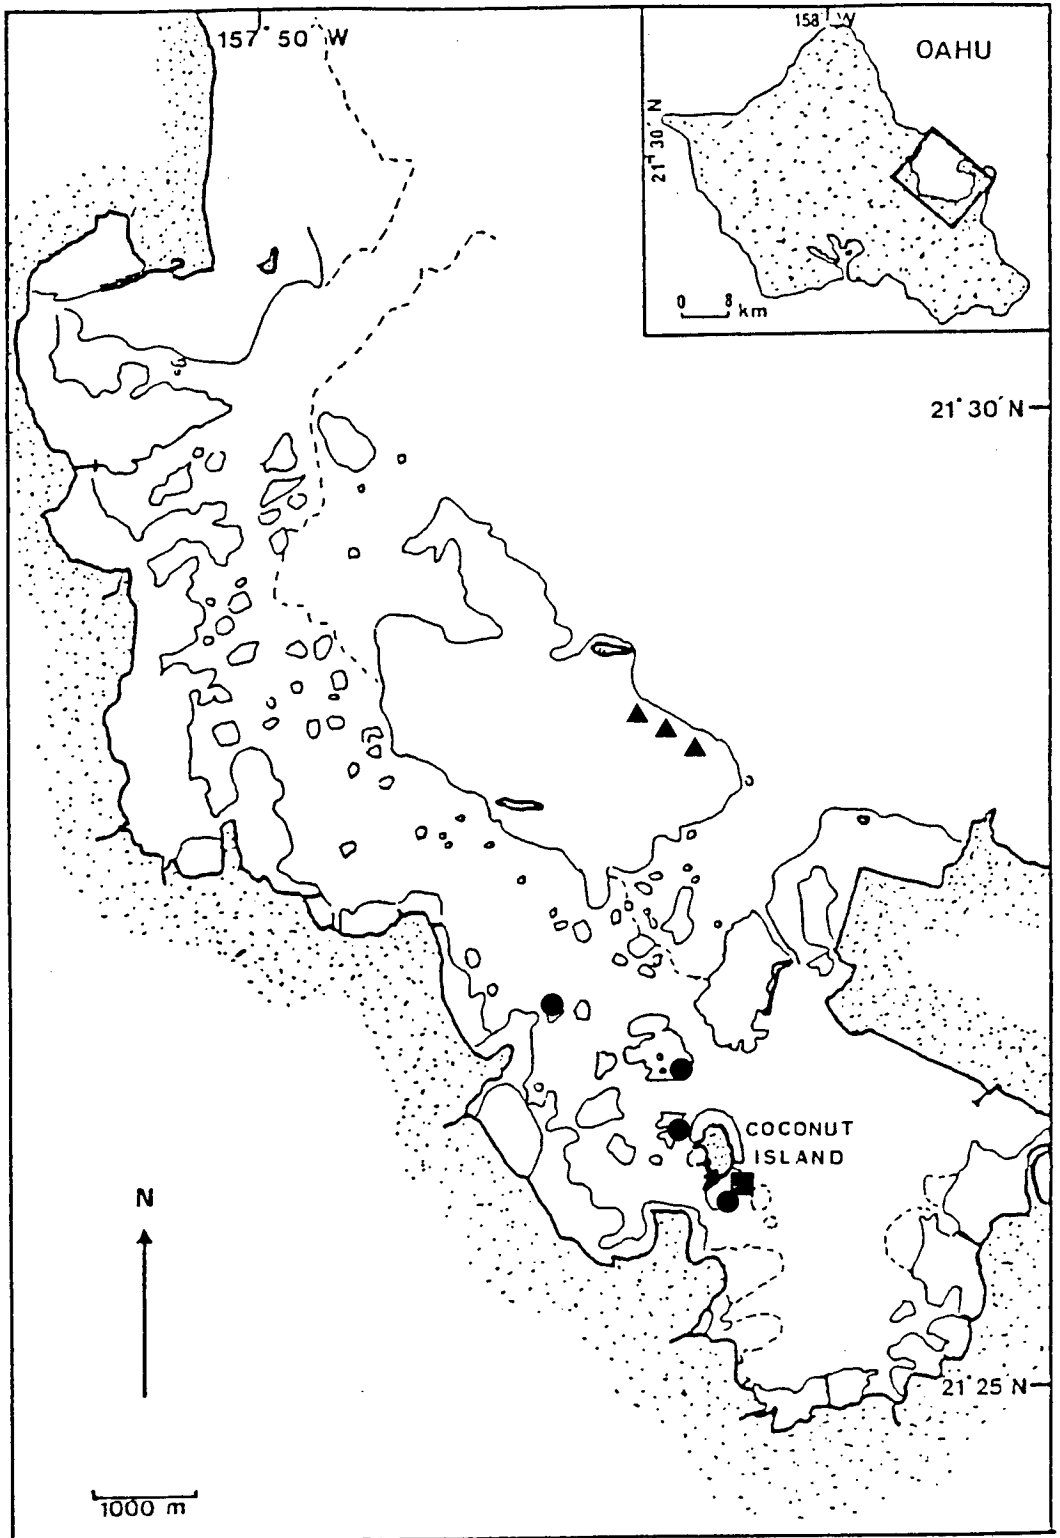 157° 50´ W
158° W
OAHU
21° 30´ N
0 8 km
21° 30´ N
COCONUT
ISLAND
N
21° 25´ N
1000 m